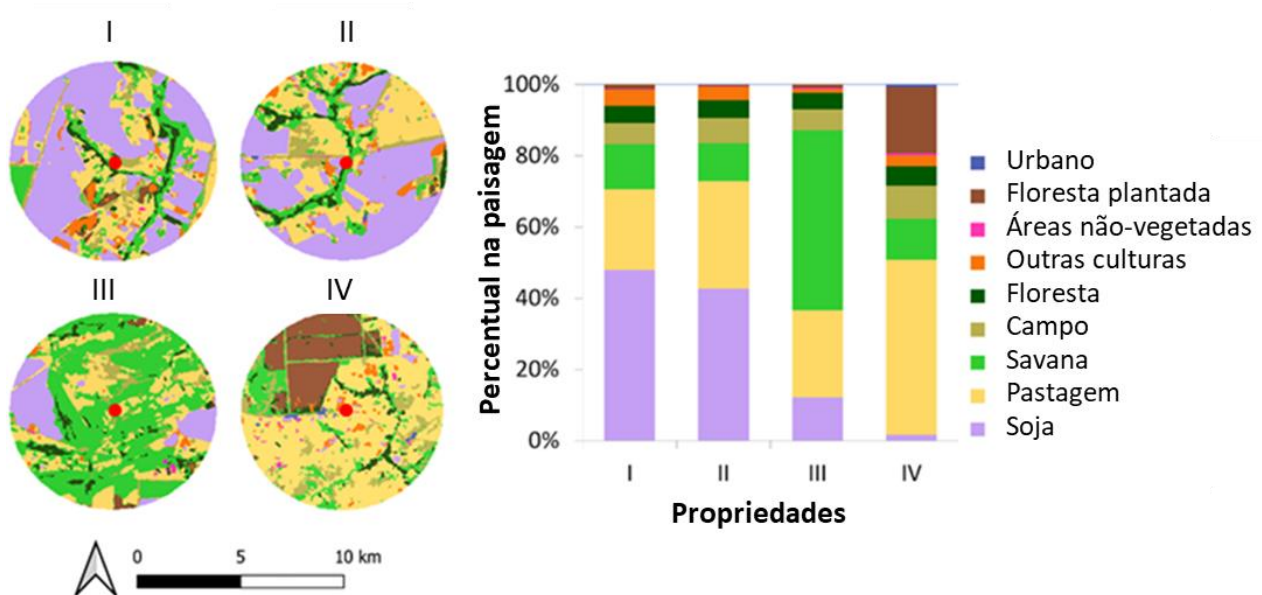 I
II
III
IV
0 5 10 km
Percentual na paisagem
100%
80%
60%
40%
20%
0%
I II III IV
Propriedades
Urbano
Floresta plantada
Áreas não-vegetadas
Outras culturas
Floresta
Campo
Savana
Pastagem
Soja